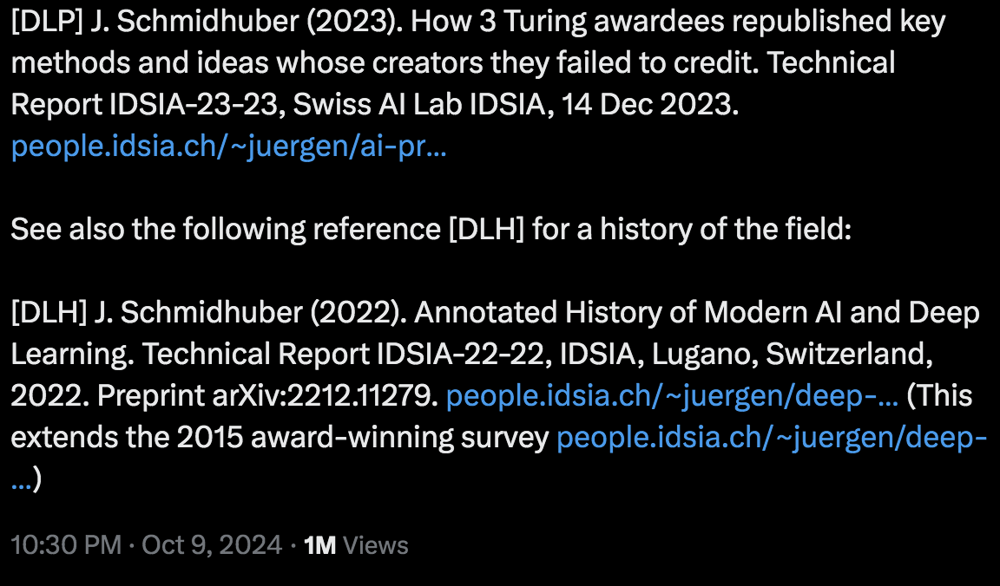 [DLP] J. Schmidhuber (2023). How 3 Turing awardees republished key
methods and ideas whose creators they failed to credit. Technical
Report IDSIA-23-23, Swiss AI Lab IDSIA, 14 Dec 2023.
people.idsia.ch/~juergen/ai-pr...
See also the following reference [DLH] for a history of the field:
[DLH] J. Schmidhuber (2022). Annotated History of Modern AI and Deep
Learning. Technical Report IDSIA-22-22, IDSIA, Lugano, Switzerland,
2022. Preprint arXiv:2212.11279. people.idsia.ch/~juergen/deep-... (This
extends the 2015 award-winning survey people.idsia.ch/~juergen/deep-
...)
10:30 PM · Oct 9, 2024 · 1M Views